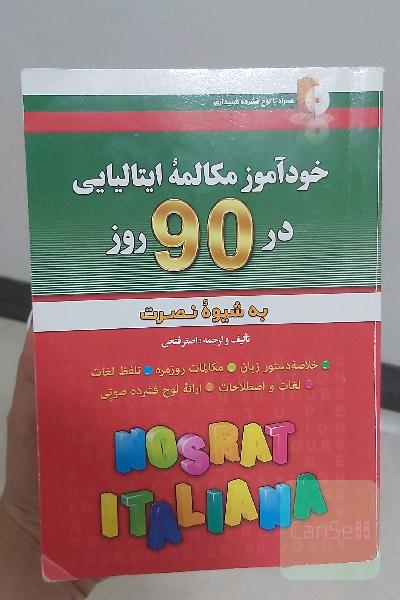 همراه با لوح فشرده شنیداری
خودآموز مکالمهٔ ایتالیایی
در 90 روز
به شیوهٔ نصرت
تألیف و ترجمه: اصغر فتحی
خلاصه دستور زبان مکالمات روزمره تلفظ لغات
لغات و اصطلاحات ارائهٔ لوح فشرده صوتی
NOSRAT
ITALIANA
CanSell